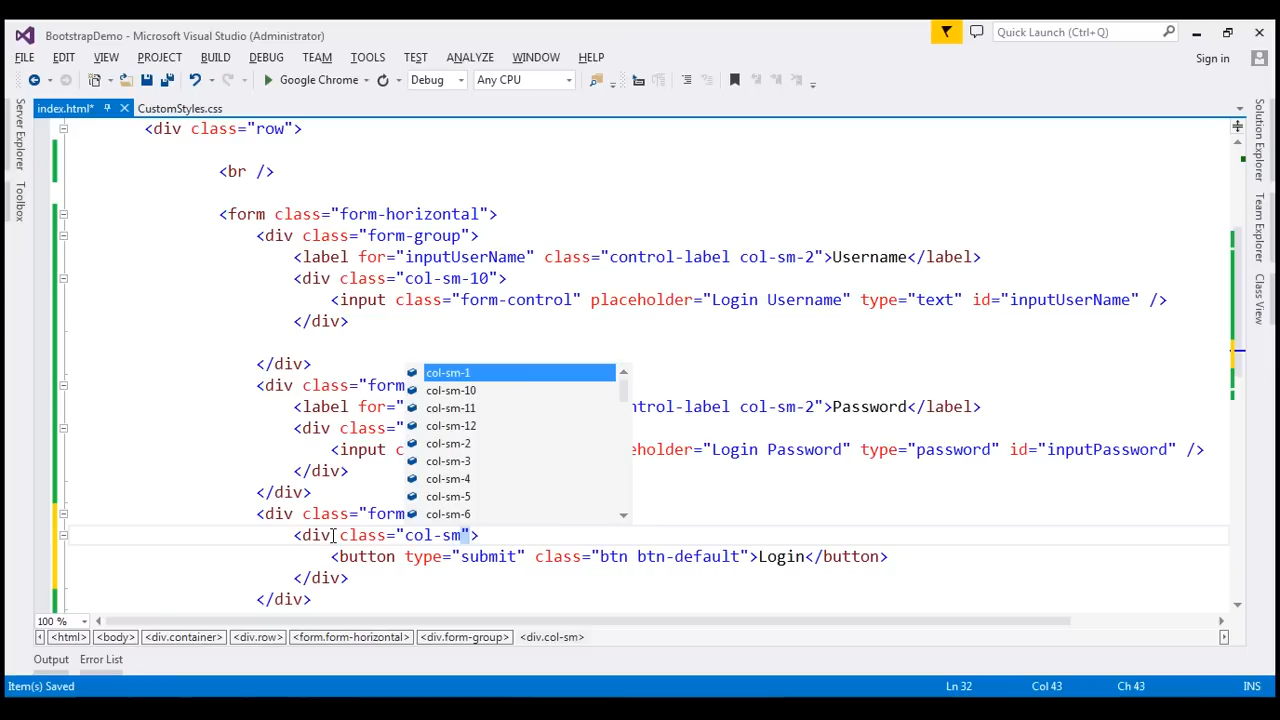 BootstrapDemo - Microsoft Visual Studio (Administrator)
Quick Launch (Ctrl+Q)
FILE EDIT VIEW PROJECT BUILD DEBUG TEAM TOOLS TEST ANALYZE WINDOW HELP
Sign in
Google Chrome Debug Any CPU
index.html* CustomStyles.css
Server Explorer
Toolbox
Solution Explorer
Team Explorer
Class View
<div class="row">
<br />
<form class="form-horizontal">
<div class="form-group">
<label for="inputUserName" class="control-label col-sm-2">Username</label>
<div class="col-sm-10">
<input class="form-control" placeholder="Login Username" type="text" id="inputUserName" />
</div>
</div>
<div class="form
<label for= ntrol-label col-sm-2">Password</label>
<div class=
<input c eholder="Login Password" type="password" id="inputPassword" />
</div>
</div>
<div class="form
<div class="col-sm">
<button type="submit" class="btn btn-default">Login</button>
</div>
</div>
col-sm-1
col-sm-10
col-sm-11
col-sm-12
col-sm-2
col-sm-3
col-sm-4
col-sm-5
col-sm-6
100 %
<html> <body> <div.container> <div.row> <form.form-horizontal> <div.form-group> <div.col-sm>
Output Error List
Item(s) Saved Ln 32 Col 43 Ch 43 INS